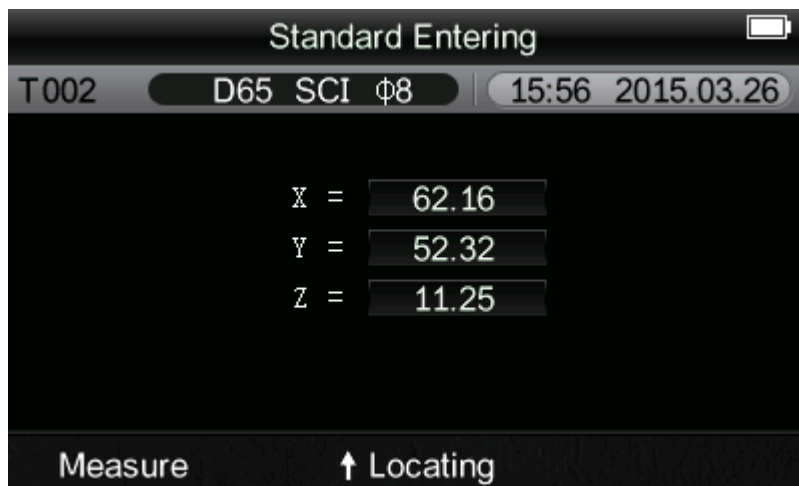 Standard Entering
T002 D65 SCI Φ8 15:56 2015.03.26
X = 62.16
Y = 52.32
Z = 11.25
Measure ↑ Locating